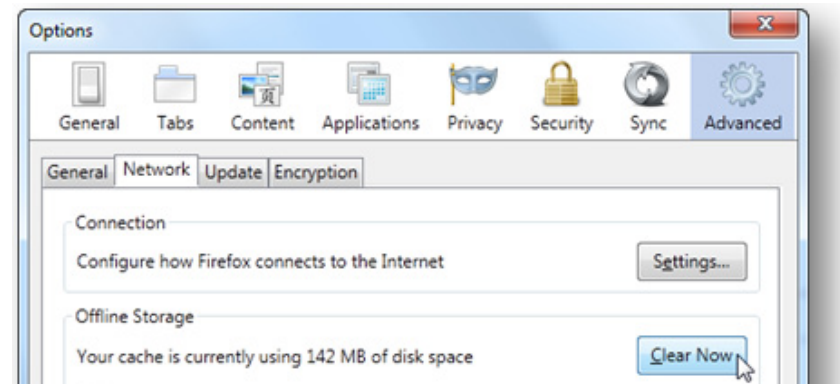 Options
General Tabs Content Applications Privacy Security Sync Advanced
General Network Update Encryption
Connection
Configure how Firefox connects to the Internet Settings...
Offline Storage
Your cache is currently using 142 MB of disk space Clear Now